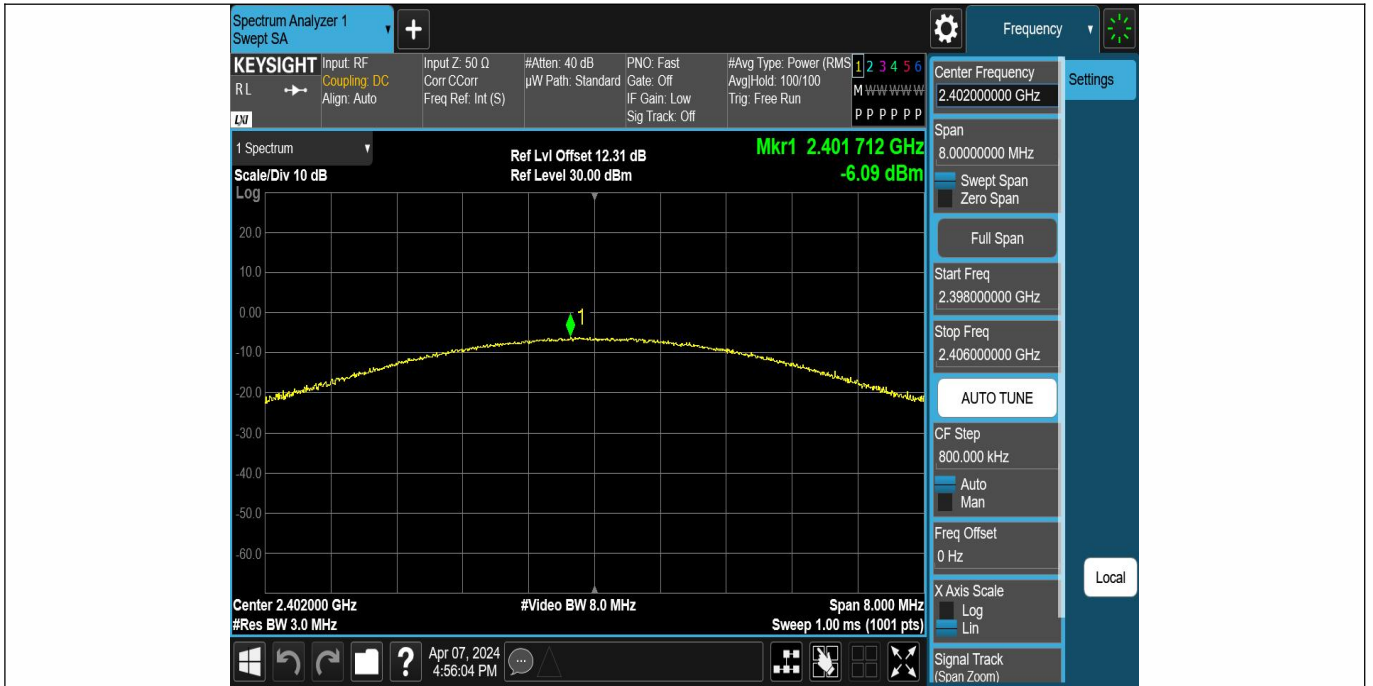 Spectrum Analyzer 1
Swept SA
+
Frequency
KEYSIGHT
RL
LXI
Input: RF
Coupling: DC
Align: Auto
Input Z: 50 Ω
Corr CCorr
Freq Ref: Int (S)
#Atten: 40 dB
µW Path: Standard
PNO: Fast
Gate: Off
IF Gain: Low
Sig Track: Off
#Avg Type: Power (RMS
Avg|Hold: 100/100
Trig: Free Run
1 2 3 4 5 6
M W W W W W
P P P P P P
1 Spectrum
Scale/Div 10 dB
Ref Lvl Offset 12.31 dB
Ref Level 30.00 dBm
Mkr1 2.401 712 GHz
-6.09 dBm
Log
20.0
10.0
0.00
-10.0
-20.0
-30.0
-40.0
-50.0
-60.0
1
Center 2.402000 GHz
#Video BW 8.0 MHz
Span 8.000 MHz
#Res BW 3.0 MHz
Sweep 1.00 ms (1001 pts)
Center Frequency
2.402000000 GHz
Settings
Span
8.00000000 MHz
Swept Span
Zero Span
Full Span
Start Freq
2.398000000 GHz
Stop Freq
2.406000000 GHz
AUTO TUNE
CF Step
800.000 kHz
Auto
Man
Freq Offset
0 Hz
Local
X Axis Scale
Log
Lin
Signal Track
(Span Zoom)
?
Apr 07, 2024
4:56:04 PM